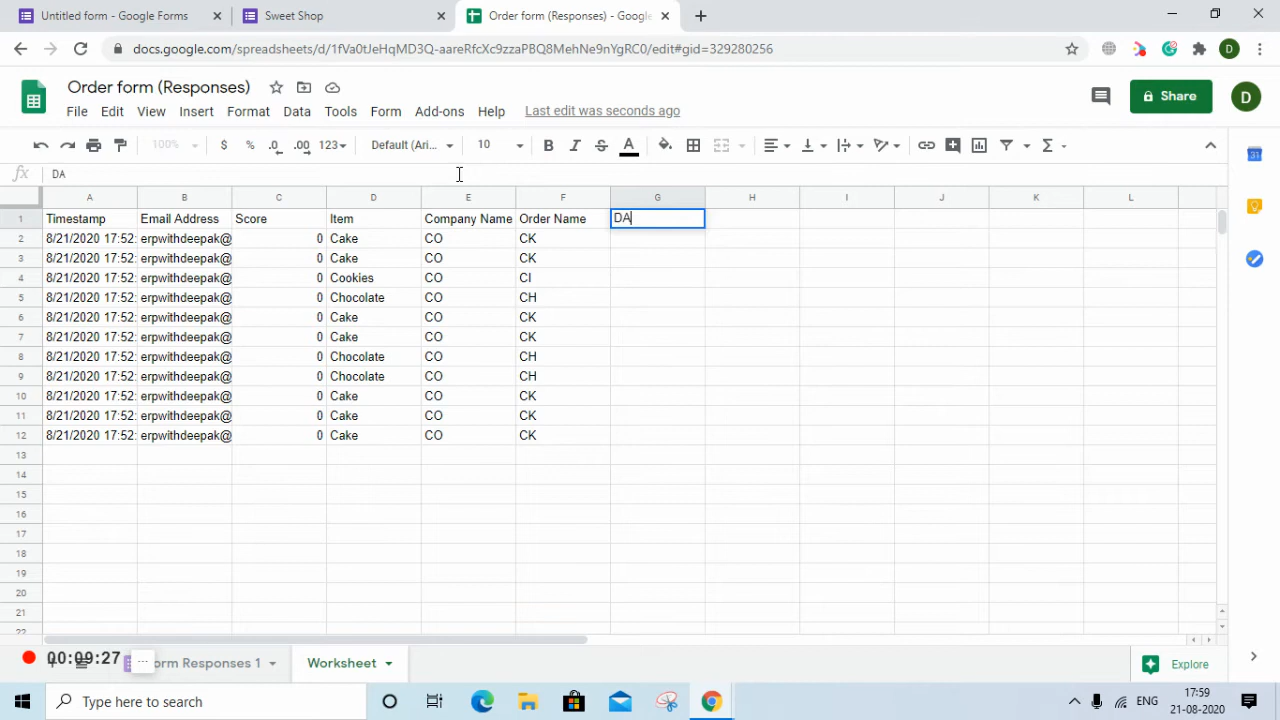 Untitled form - Google Forms
Sweet Shop
Order form (Responses) - Google
docs.google.com/spreadsheets/d/1fVa0tJeHqMD3Q-aareRfcXc9zzaPBQ8MehNe9nYgRC0/edit#gid=329280256
D
Order form (Responses)
File Edit View Insert Format Data Tools Form Add-ons Help Last edit was seconds ago
Share
D
100% $ % .0 .00 123 Default (Ari... 10 B I S A Σ
fx DA
A B C D E F G H I J K L
1 Timestamp Email Address Score Item Company Name Order Name DA
2 8/21/2020 17:52: erpwithdeepak@ 0 Cake CO CK
3 8/21/2020 17:52: erpwithdeepak@ 0 Cake CO CK
4 8/21/2020 17:52: erpwithdeepak@ 0 Cookies CO CI
5 8/21/2020 17:52: erpwithdeepak@ 0 Chocolate CO CH
6 8/21/2020 17:52: erpwithdeepak@ 0 Cake CO CK
7 8/21/2020 17:52: erpwithdeepak@ 0 Cake CO CK
8 8/21/2020 17:52: erpwithdeepak@ 0 Chocolate CO CH
9 8/21/2020 17:52: erpwithdeepak@ 0 Chocolate CO CH
10 8/21/2020 17:52: erpwithdeepak@ 0 Cake CO CK
11 8/21/2020 17:52: erpwithdeepak@ 0 Cake CO CK
12 8/21/2020 17:52: erpwithdeepak@ 0 Cake CO CK
13
14
15
16
17
18
19
20
21
22
00:09:27 ... orm Responses 1 Worksheet Explore
Type here to search
ENG
17:59
21-08-2020